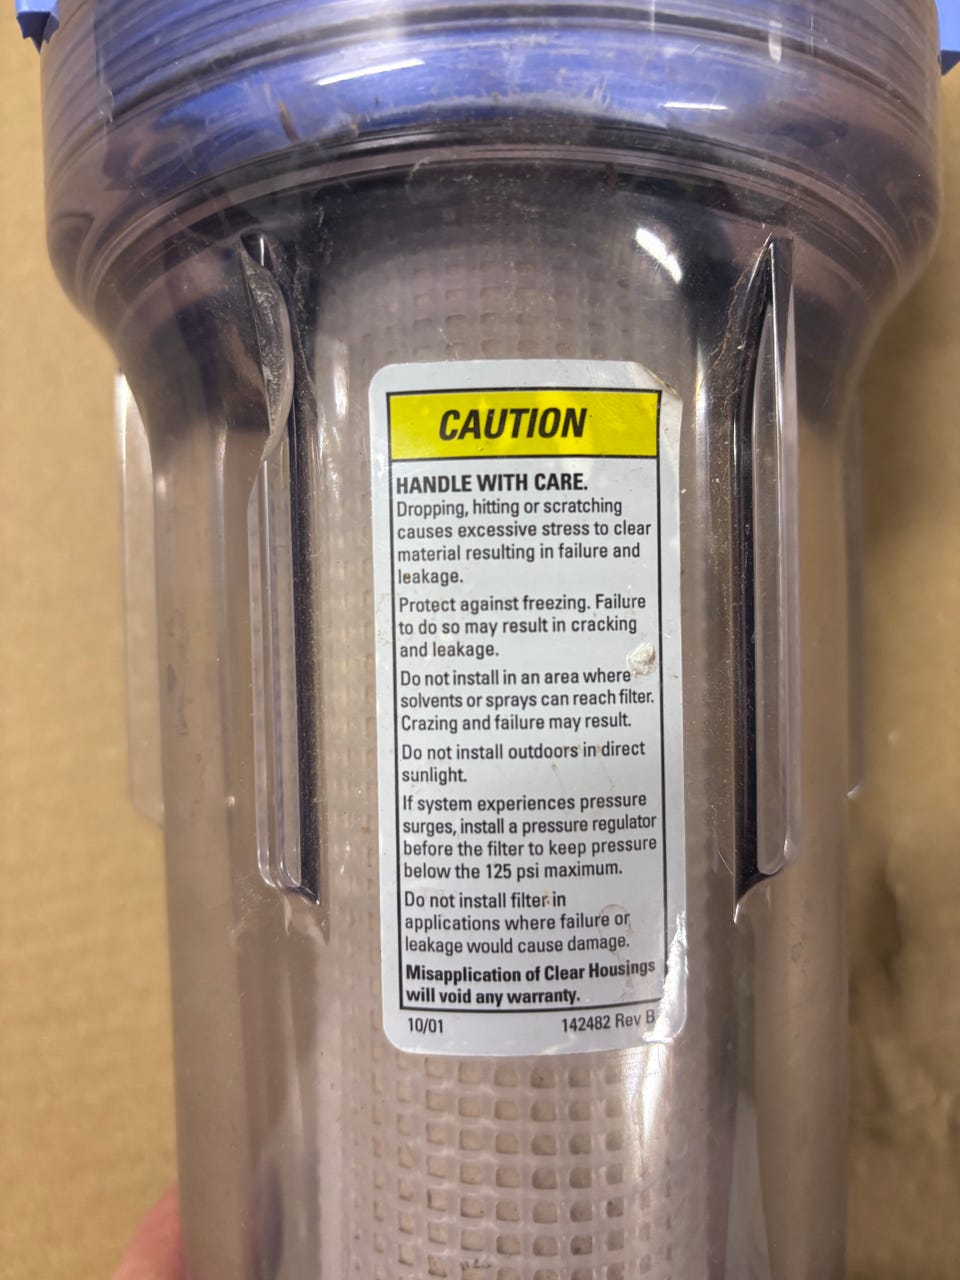 CAUTION
HANDLE WITH CARE.
Dropping, hitting or scratching
causes excessive stress to clear
material resulting in failure and
leakage.
Protect against freezing. Failure
to do so may result in cracking
and leakage.
Do not install in an area where
solvents or sprays can reach filter.
Crazing and failure may result.
Do not install outdoors in direct
sunlight.
If system experiences pressure
surges, install a pressure regulator
before the filter to keep pressure
below the 125 psi maximum.
Do not install filter in
applications where failure or
leakage would cause damage.
Misapplication of Clear Housings
will void any warranty.
10/01 142482 Rev B